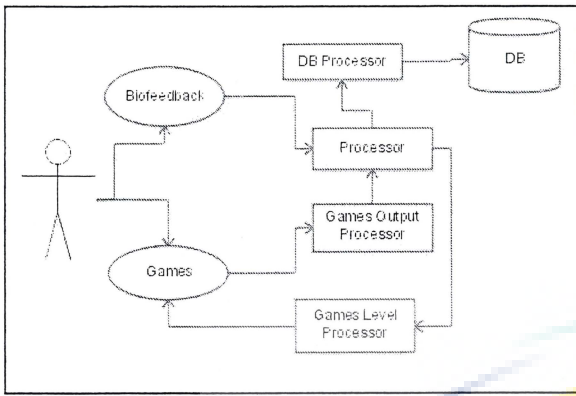 DB Processor
DB
Biofeedback
Processor
Games Output
Processor
Games
Games Level
Processor